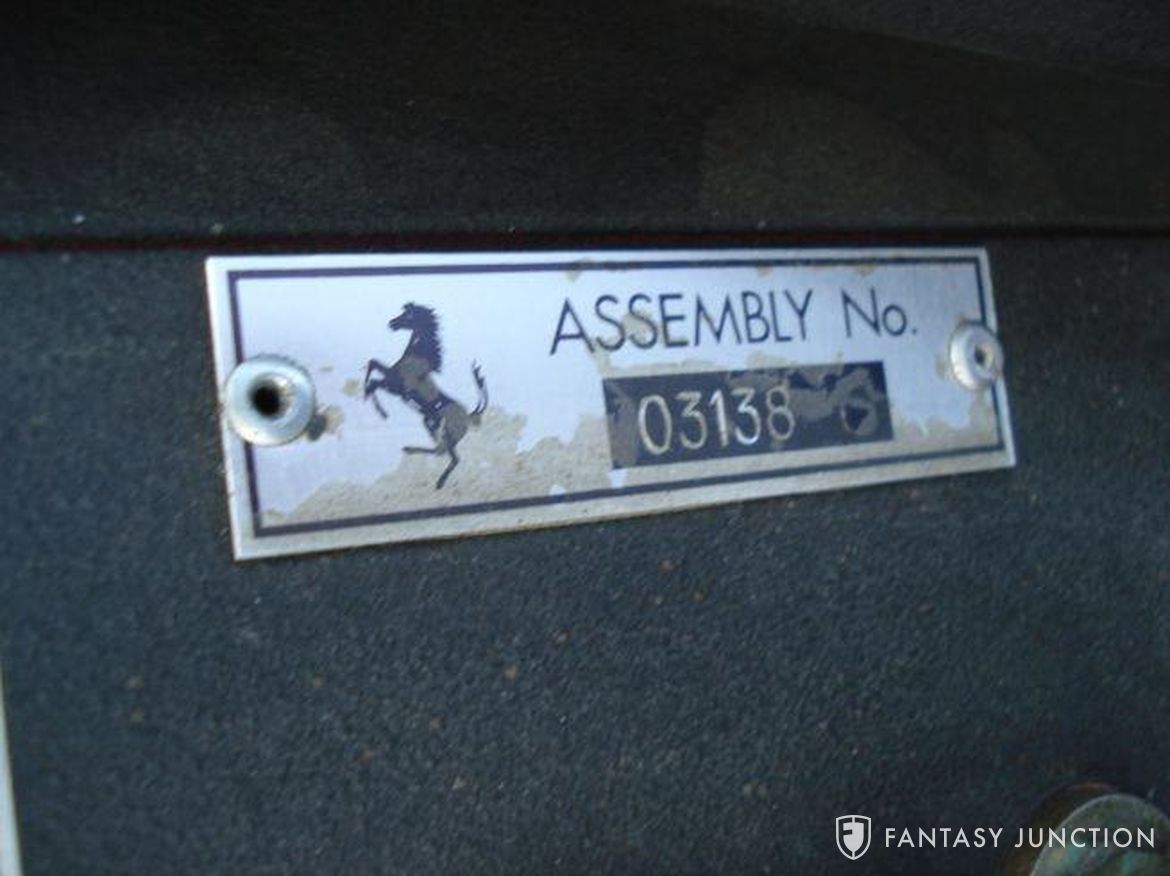 ASSEMBLY No.
03138
FANTASY JUNCTION